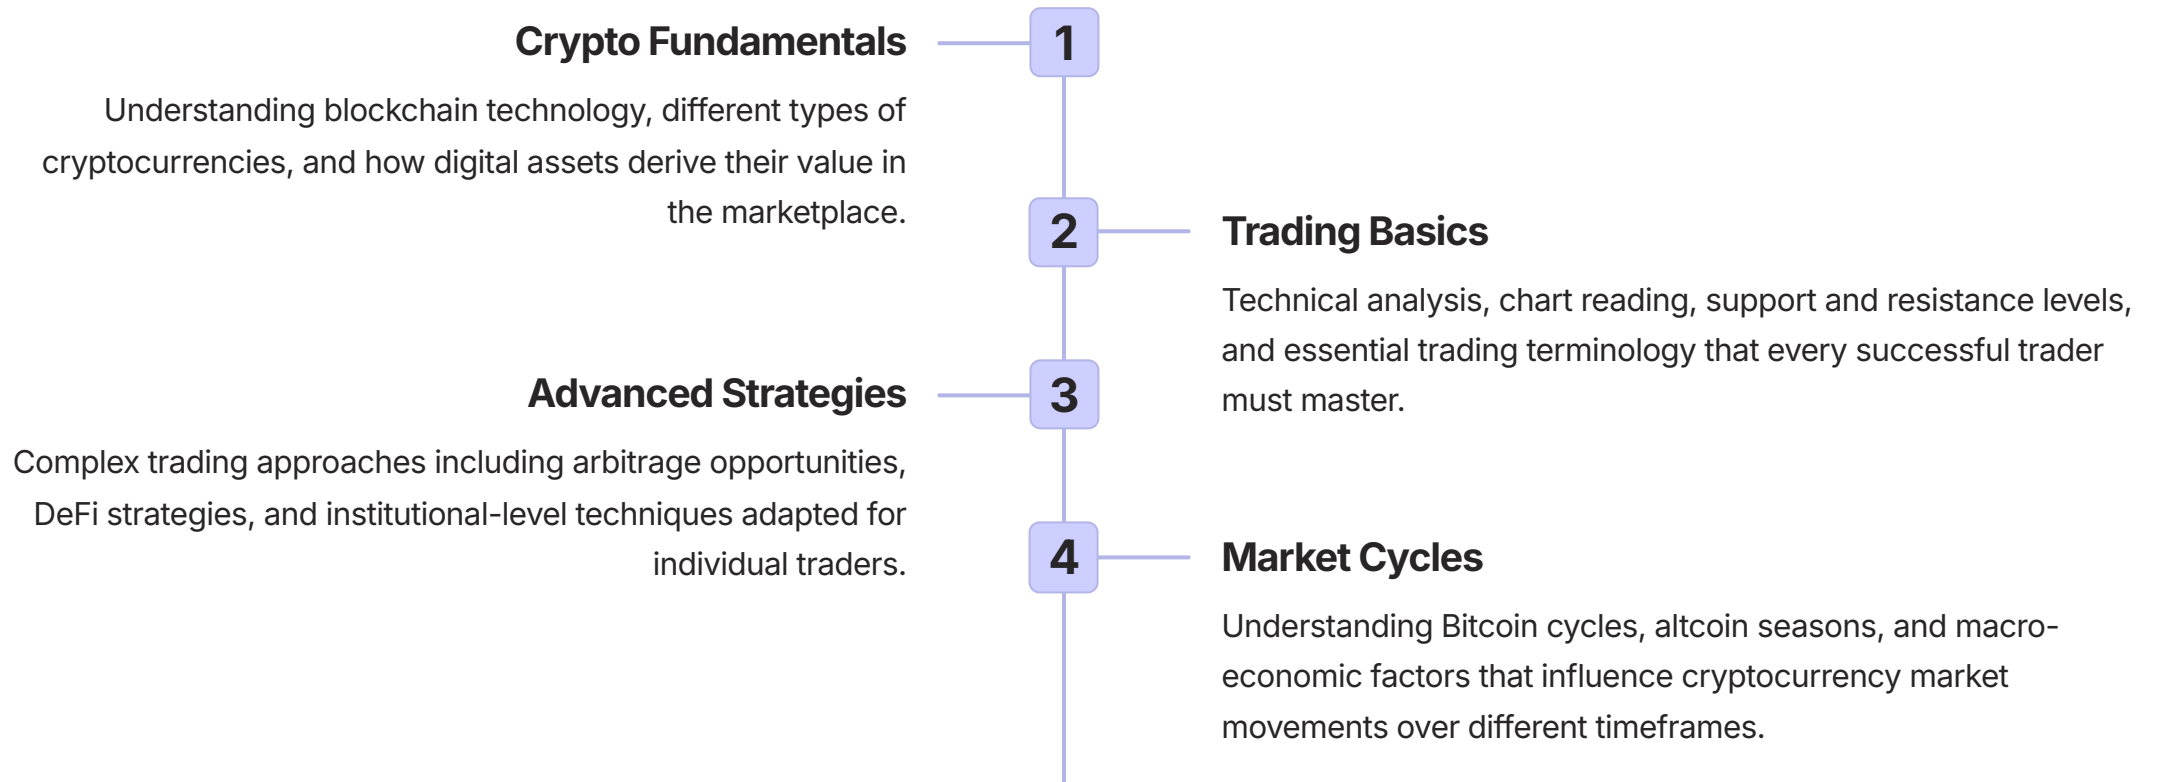 Crypto Fundamentals
1
Understanding blockchain technology, different types of
cryptocurrencies, and how digital assets derive their value in
the marketplace.
2
Trading Basics
Technical analysis, chart reading, support and resistance levels,
and essential trading terminology that every successful trader
must master.
Advanced Strategies
3
Complex trading approaches including arbitrage opportunities,
DeFi strategies, and institutional-level techniques adapted for
individual traders.
4
Market Cycles
Understanding Bitcoin cycles, altcoin seasons, and macro-
economic factors that influence cryptocurrency market
movements over different timeframes.